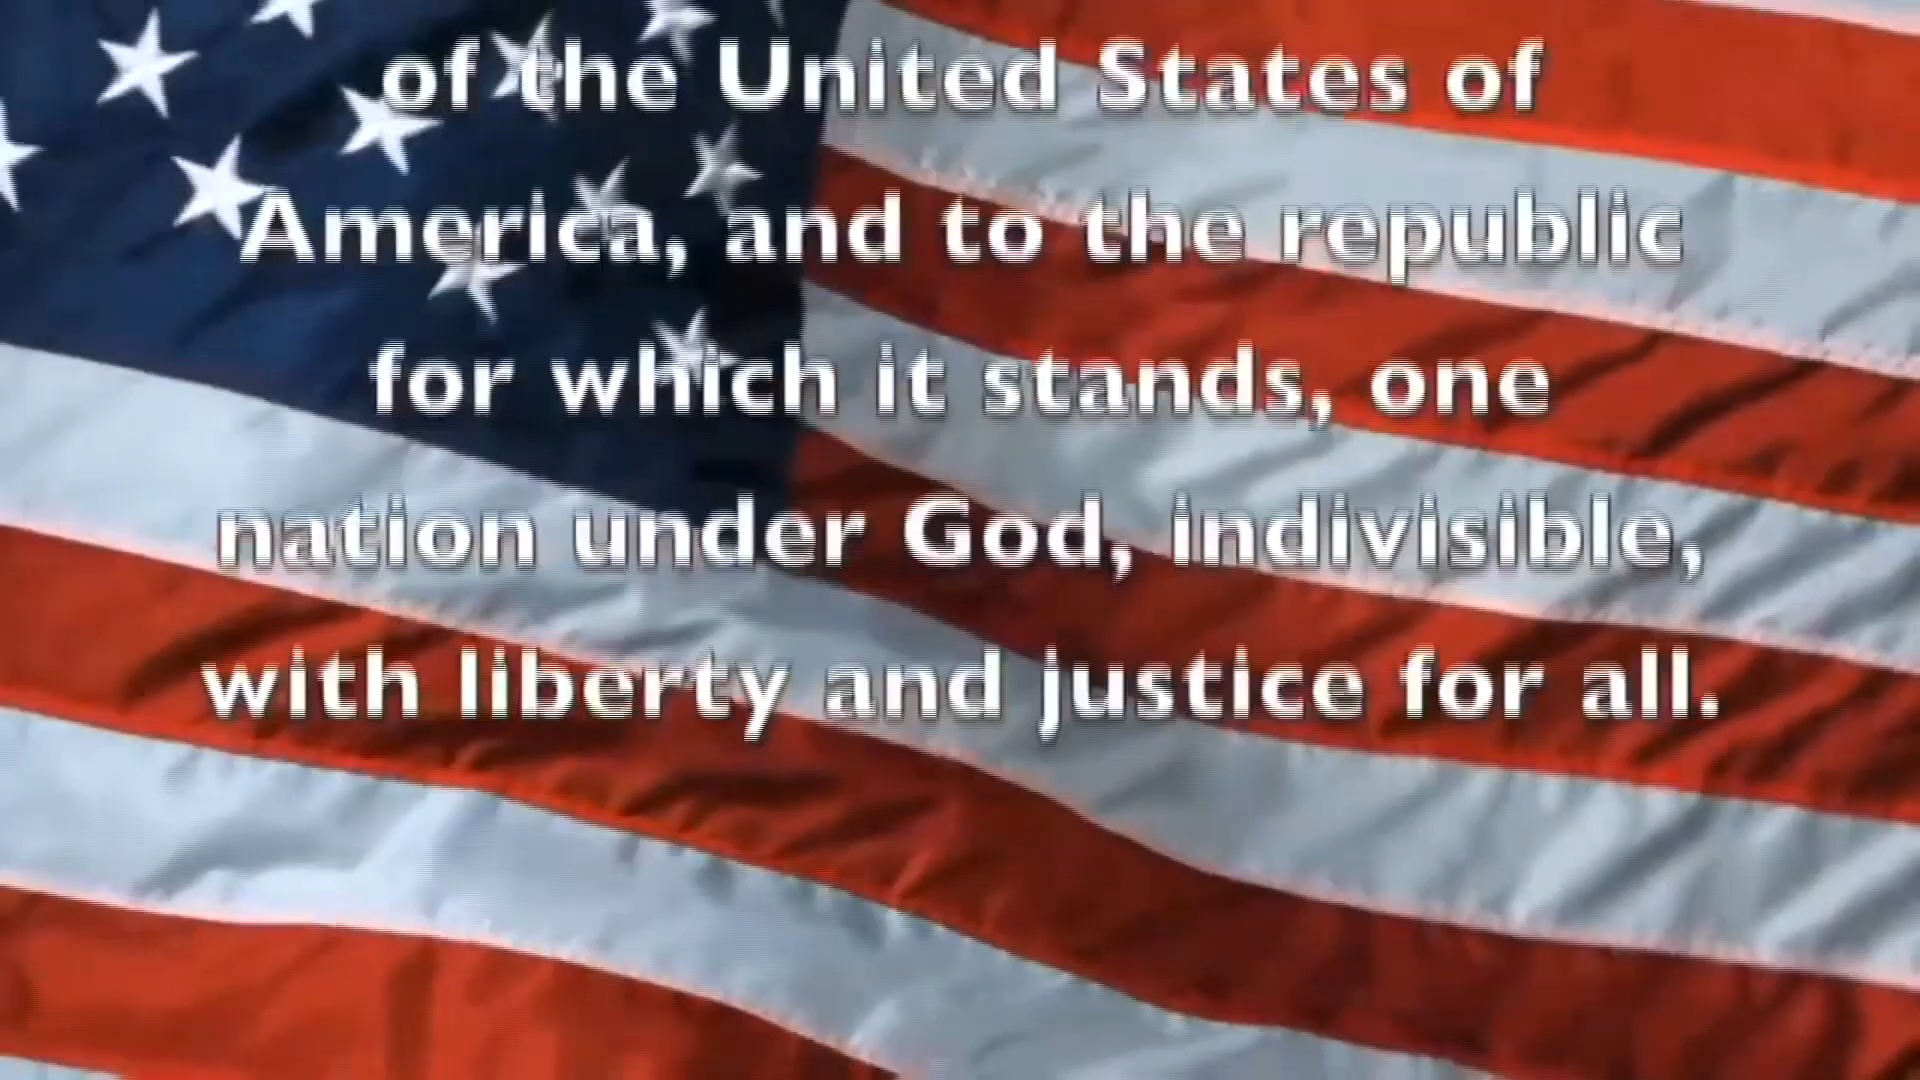 of the United States of
America, and to the republic
for which it stands, one
nation under God, indivisible,
with liberty and justice for all.